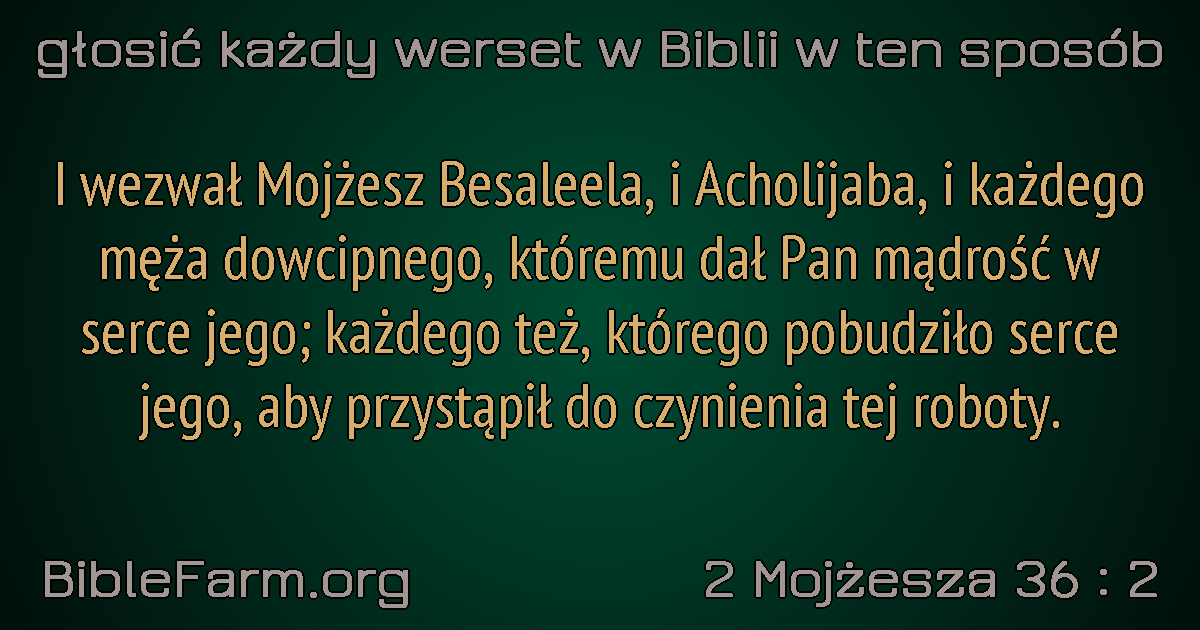 głosić każdy werset w Biblii w ten sposób
I wezwał Mojżesz Besaleela, i Acholijaba, i każdego
męża dowcipnego, któremu dał Pan mądrość w
serce jego; każdego też, którego pobudziło serce
jego, aby przystąpił do czynienia tej roboty.
BibleFarm.org
2 Mojżesza 36 : 2